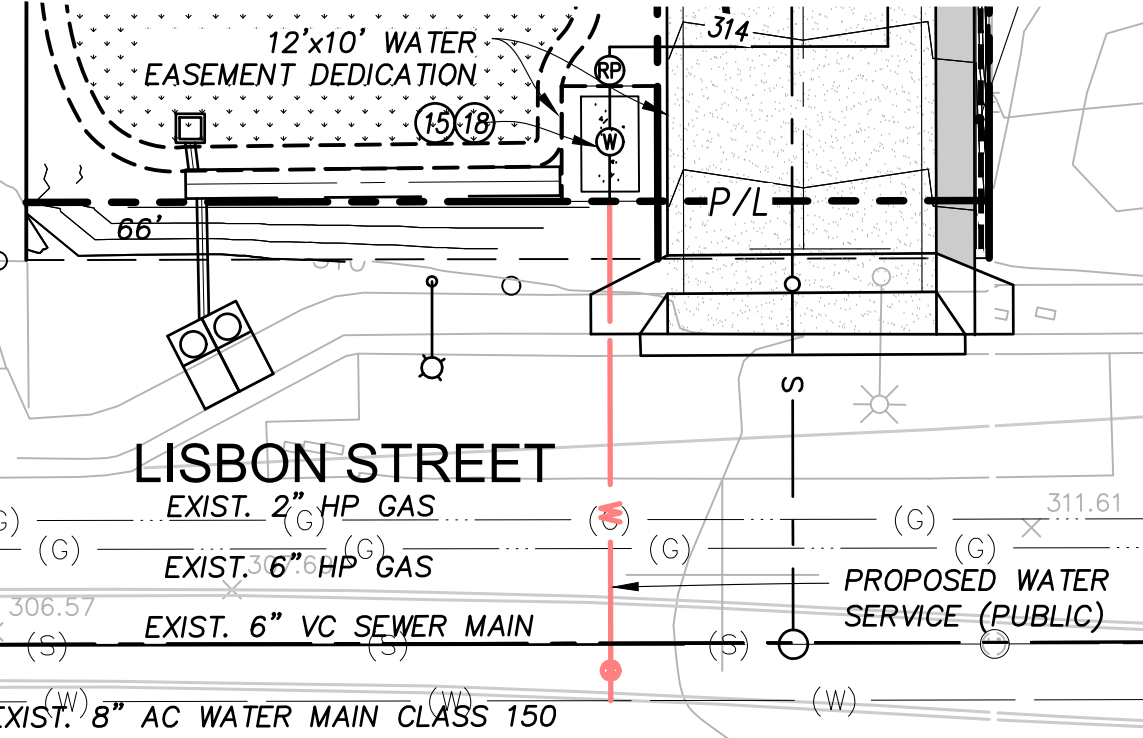 314
12'x10' WATER
EASEMENT DEDICATION
RP
15 18
W
P/L
66'
310
S
LISBON STREET
EXIST. 2" HP GAS
W
311.61
(G) (G) (G) (G)
(G) (G) (G) (G)
EXIST. 6" HP GAS
307.60
PROPOSED WATER
SERVICE (PUBLIC)
306.57
EXIST. 6" VC SEWER MAIN
(S) (S) (S)
(W) (W) (W)
EXIST. 8" AC WATER MAIN CLASS 150